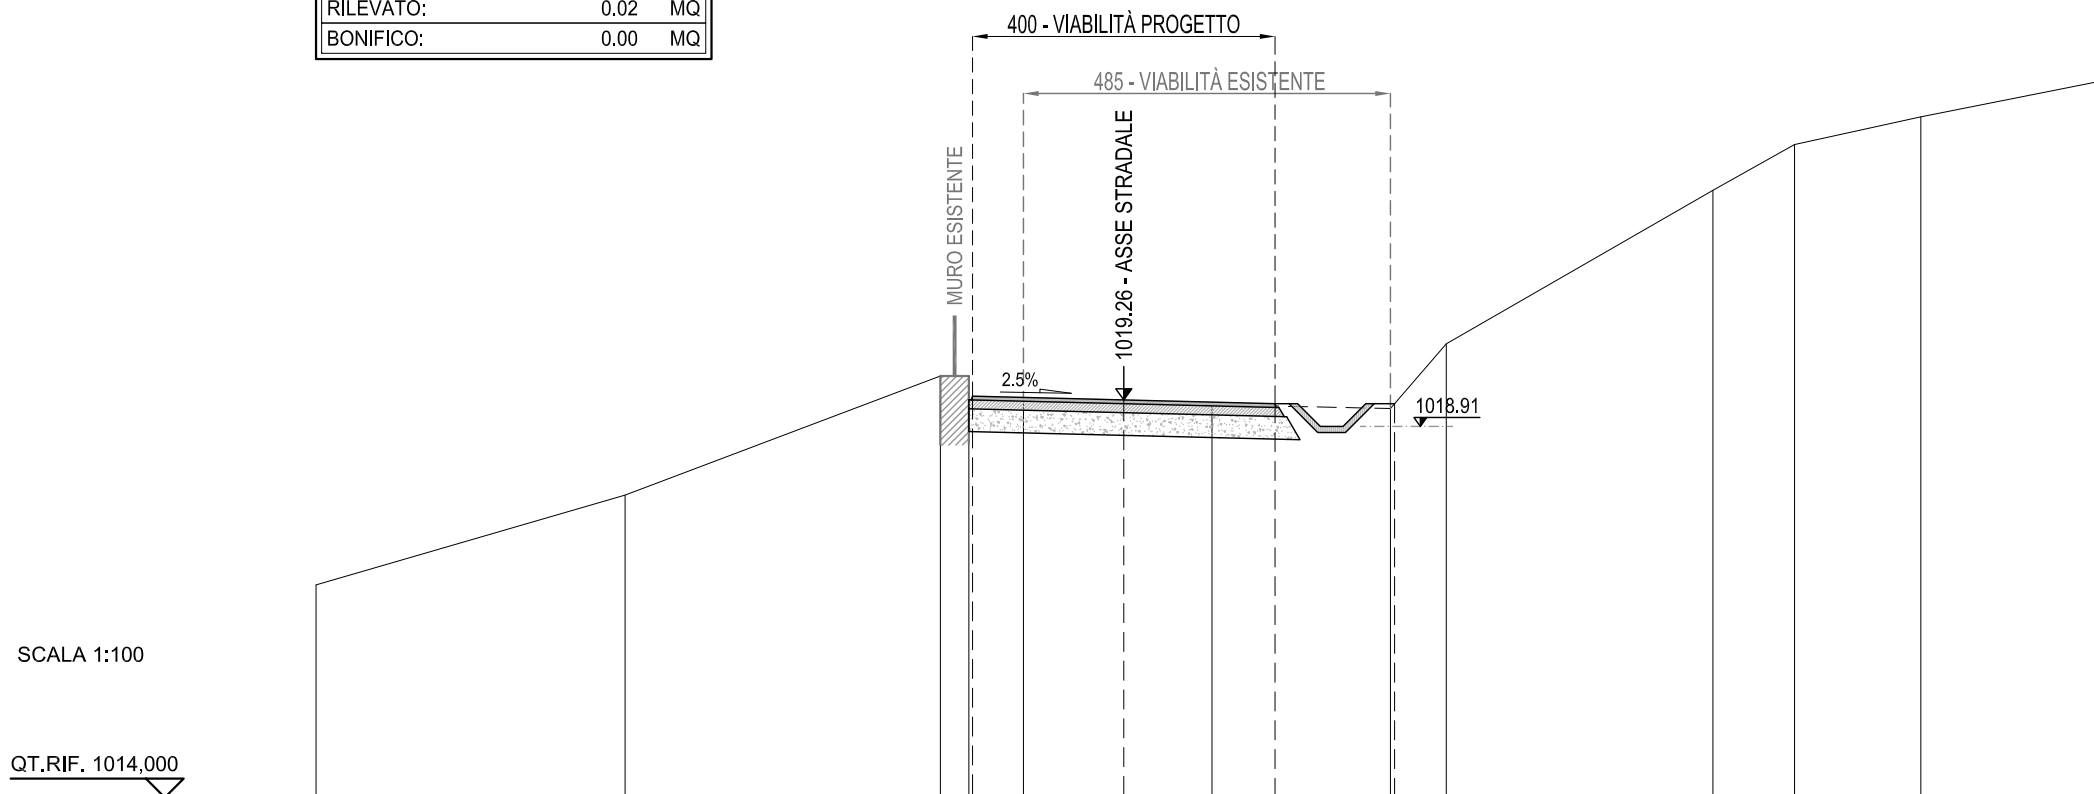 RILEVATO: 0.02 MQ
BONIFICO: 0.00 MQ
400 - VIABILITÀ PROGETTO
485 - VIABILITÀ ESISTENTE
MURO ESISTENTE
1019.26 - ASSE STRADALE
2.5%
1018.91
SCALA 1:100
QT.RIF. 1014,000